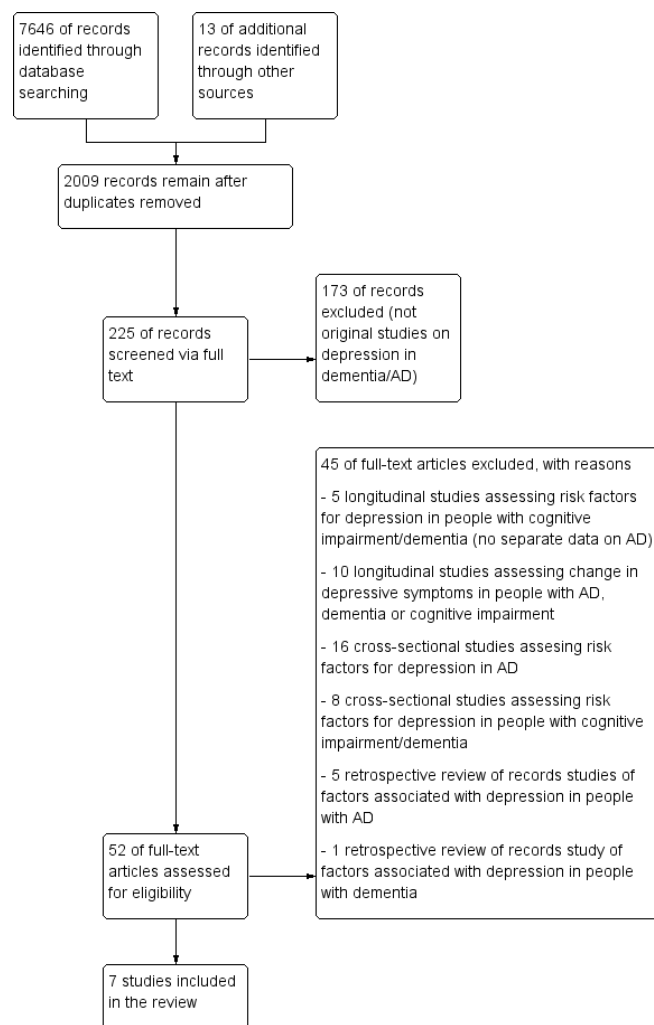 7646 of records
identified through
database
searching
13 of additional
records identified
through other
sources
2009 records remain after
duplicates removed
225 of records
screened via full
text
173 of records
excluded (not
original studies on
depression in
dementia/AD)
45 of full-text articles excluded, with reasons
- 5 longitudinal studies assessing risk factors
for depression in people with cognitive
impairment/dementia (no separate data on AD)
- 10 longitudinal studies assessing change in
depressive symptoms in people with AD,
dementia or cognitive impairment
- 16 cross-sectional studies assesing risk
factors for depression in AD
- 8 cross-sectional studies assessing risk
factors for depression in people with cognitive
impairment/dementia
- 5 retrospective review of records studies of
factors associated with depression in people
with AD
- 1 retrospective review of records study of
factors associated with depression in people
with dementia
52 of full-text
articles assessed
for eligibility
7 studies included
in the review